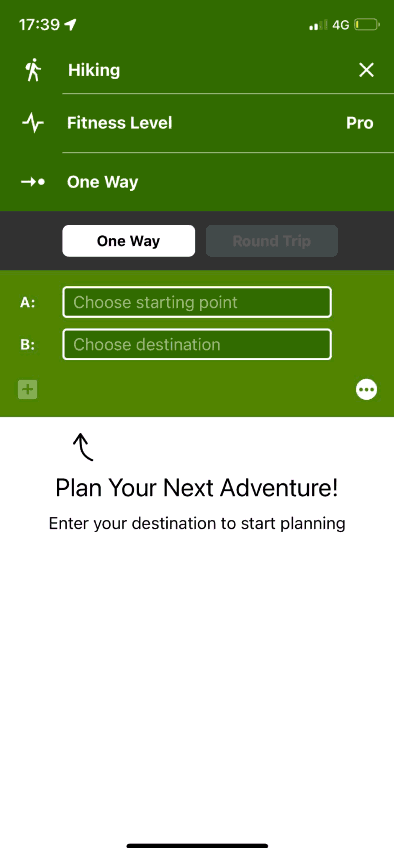 17:39 4G
Hiking
Fitness Level Pro
One Way
One Way Round Trip
A: Choose starting point
B: Choose destination
Plan Your Next Adventure!
Enter your destination to start planning